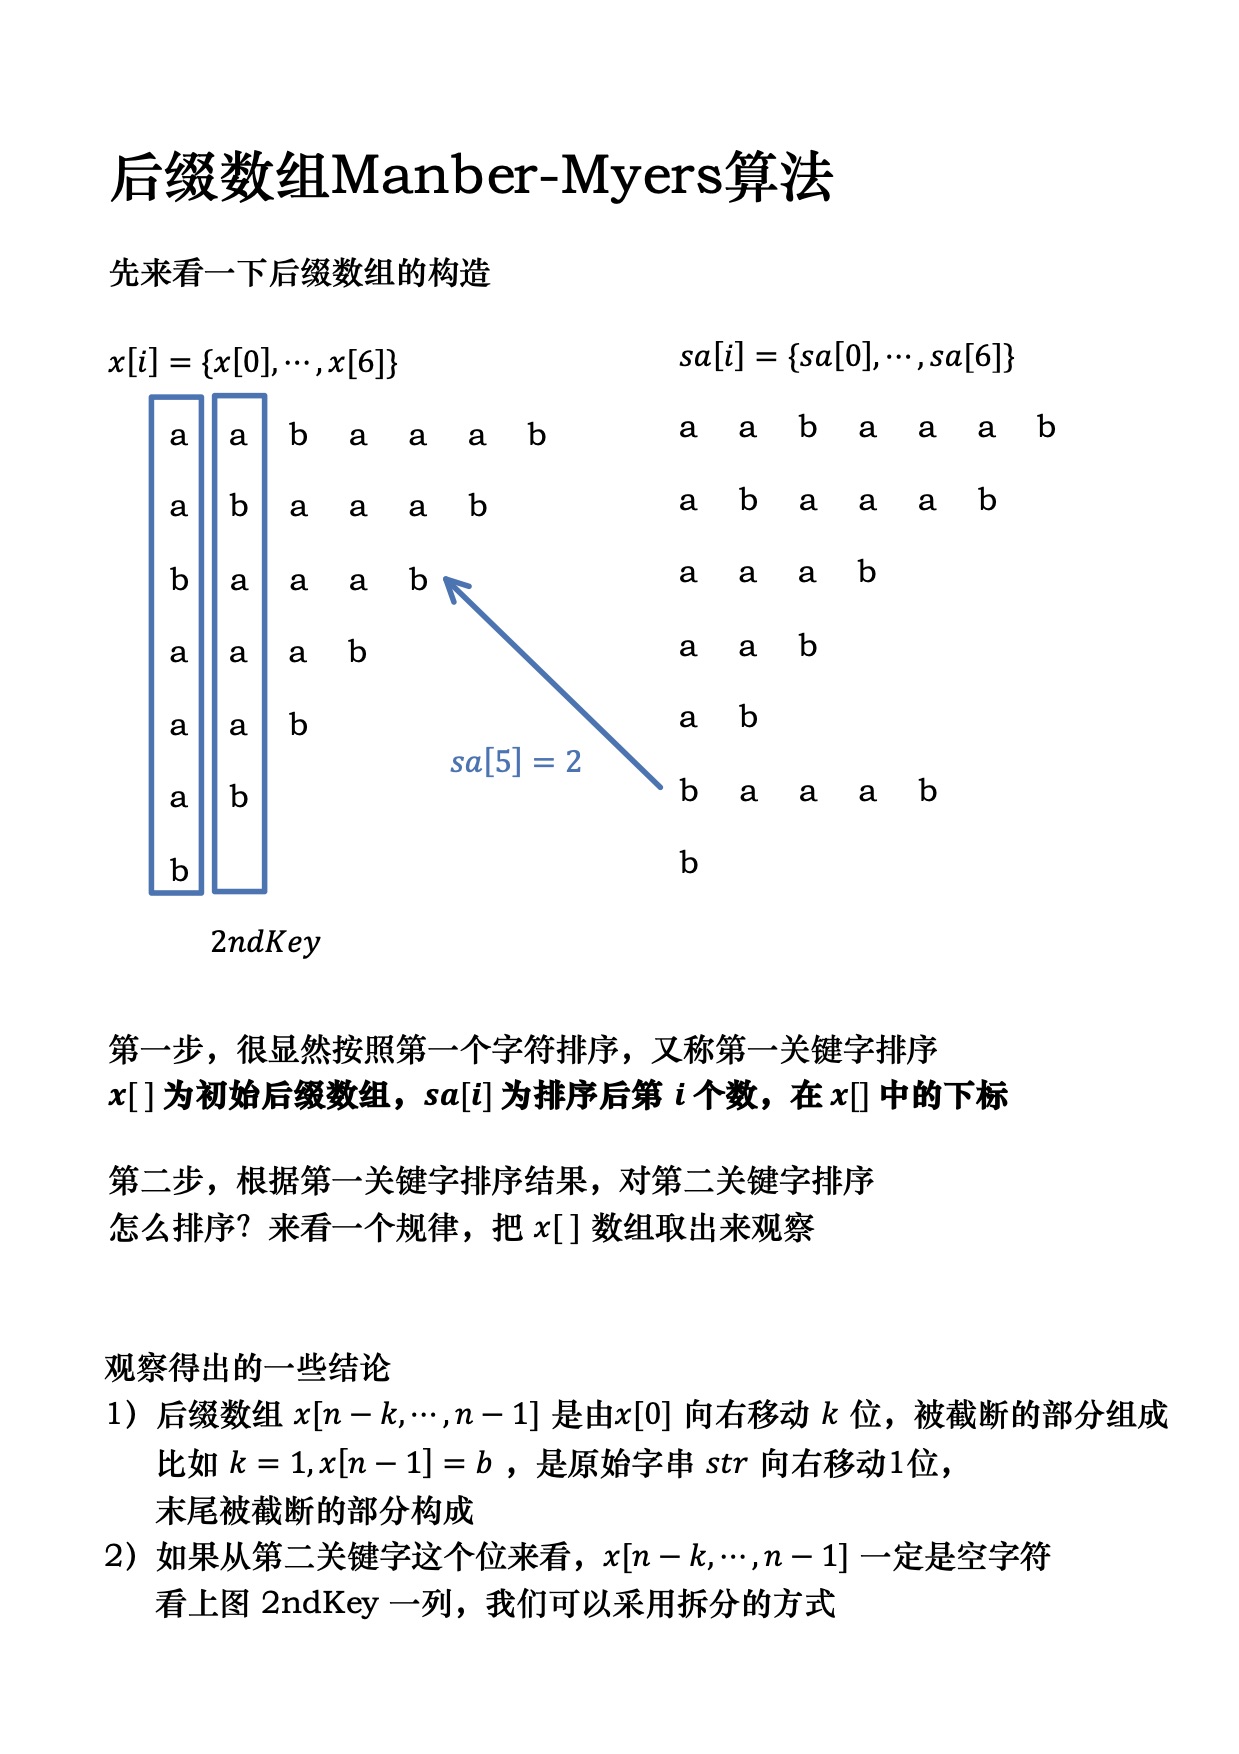 后缀数组Manber-Myers算法
先来看一下后缀数组的构造
x[i] = {x[0], ⋯ , x[6]}
a a b a a a b
a b a a a b
b a a a b
a a a b
a a b
a b
b
2ndKey
sa[i] = {sa[0], ⋯ , sa[6]}
a a b a a a b
a b a a a b
a a a b
a a b
a b
b a a a b
b
sa[5] = 2
第一步，很显然按照第一个字符排序，又称第一关键字排序
x[ ] 为初始后缀数组，sa[i] 为排序后第 i 个数，在 x[] 中的下标
第二步，根据第一关键字排序结果，对第二关键字排序
怎么排序？来看一个规律，把 x[ ] 数组取出来观察
观察得出的一些结论
1）后缀数组 x[n − k, ⋯ , n − 1] 是由x[0] 向右移动 k 位，被截断的部分组成
比如 k = 1, x[n − 1] = b ，是原始字串 str 向右移动1位，
末尾被截断的部分构成
2）如果从第二关键字这个位来看，x[n − k, ⋯ , n − 1] 一定是空字符
看上图 2ndKey 一列，我们可以采用拆分的方式